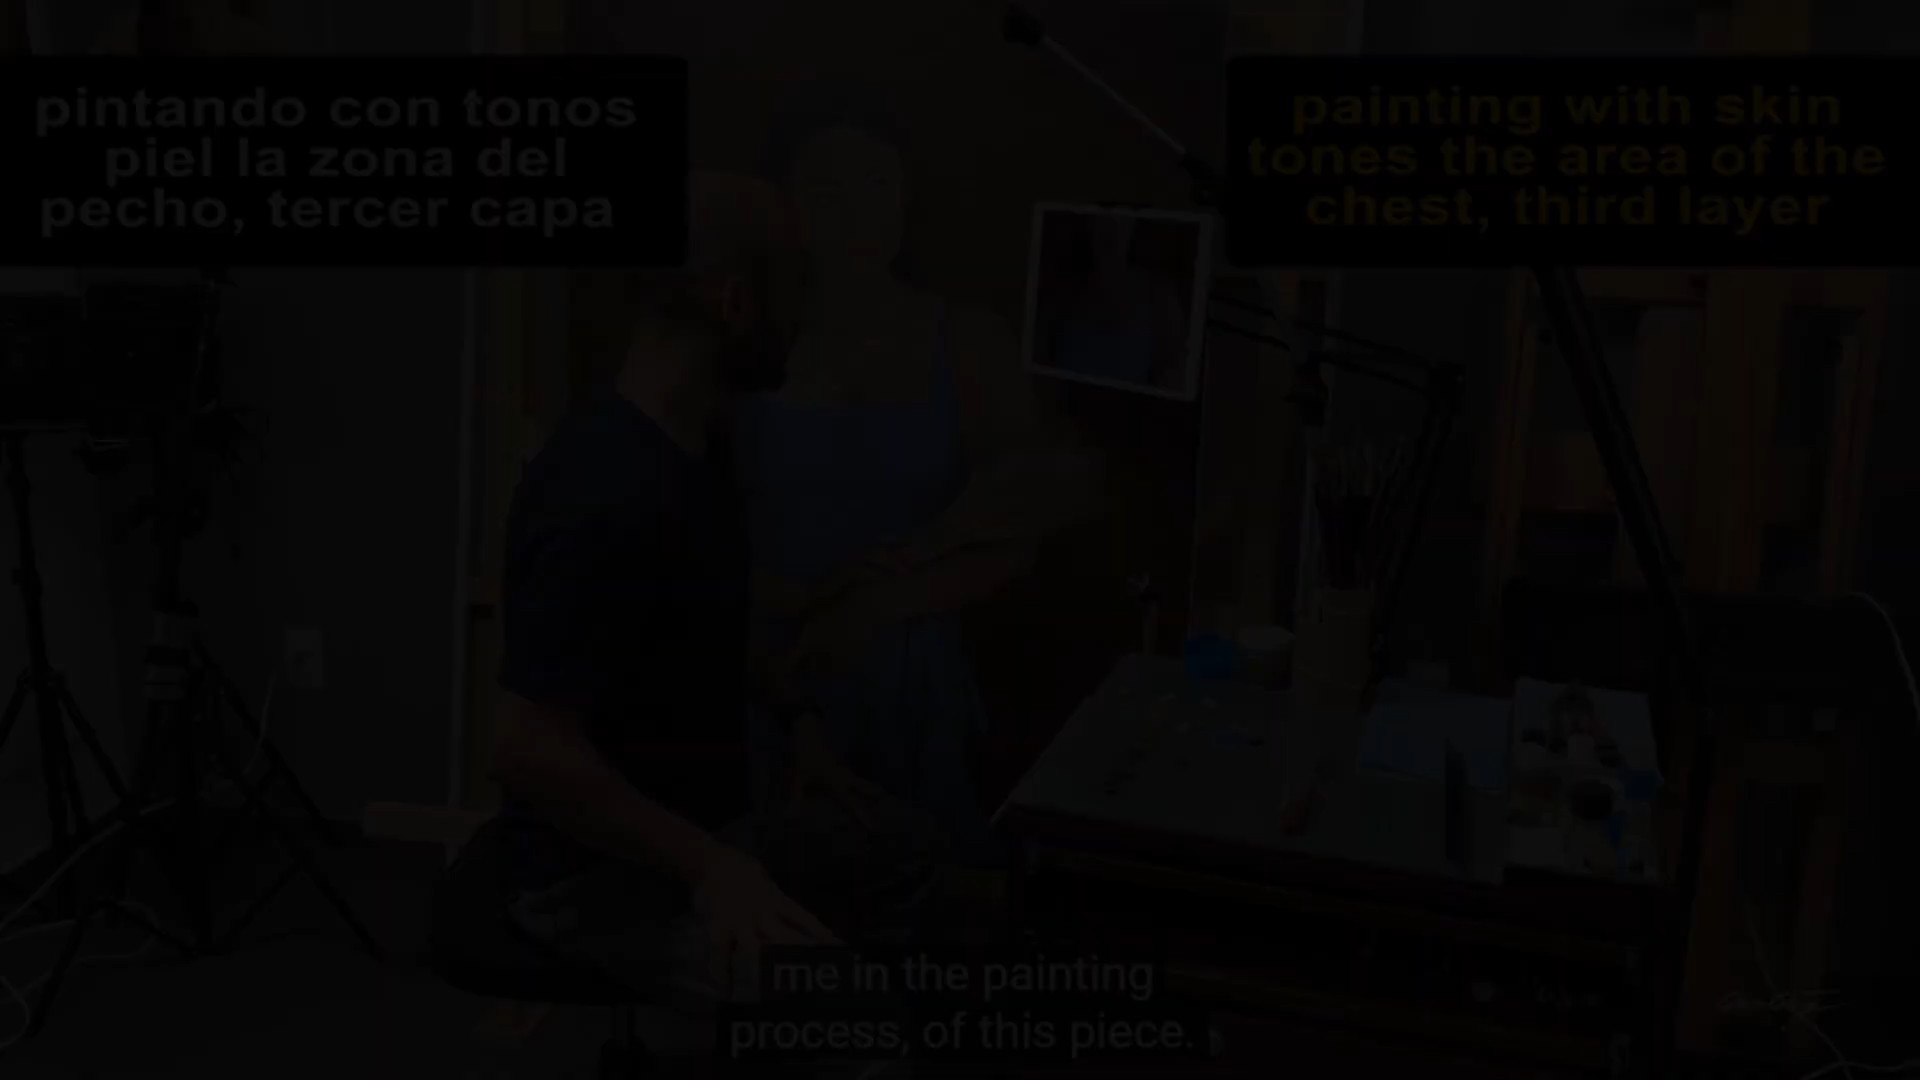 pintando con tonos
piel la zona del
pecho, tercer capa
painting with skin
tones the area of the
chest, third layer
me in the painting
process, of this piece.